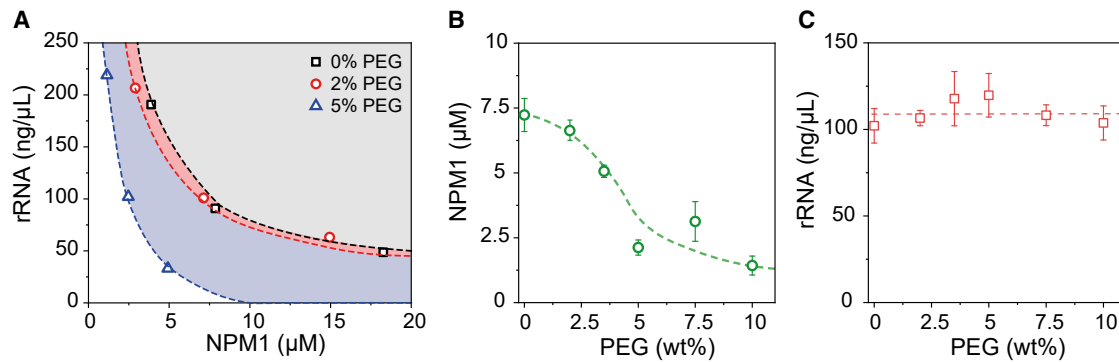 A
rRNA (ng/µL)
250
200
150
100
50
0
0% PEG
2% PEG
5% PEG
0 5 10 15 20
NPM1 (µM)
B
NPM1 (µM)
10
7.5
5
2.5
0
0 2.5 5 7.5 10
PEG (wt%)
C
rRNA (ng/µL)
150
100
50
0
0 2.5 5 7.5 10
PEG (wt%)